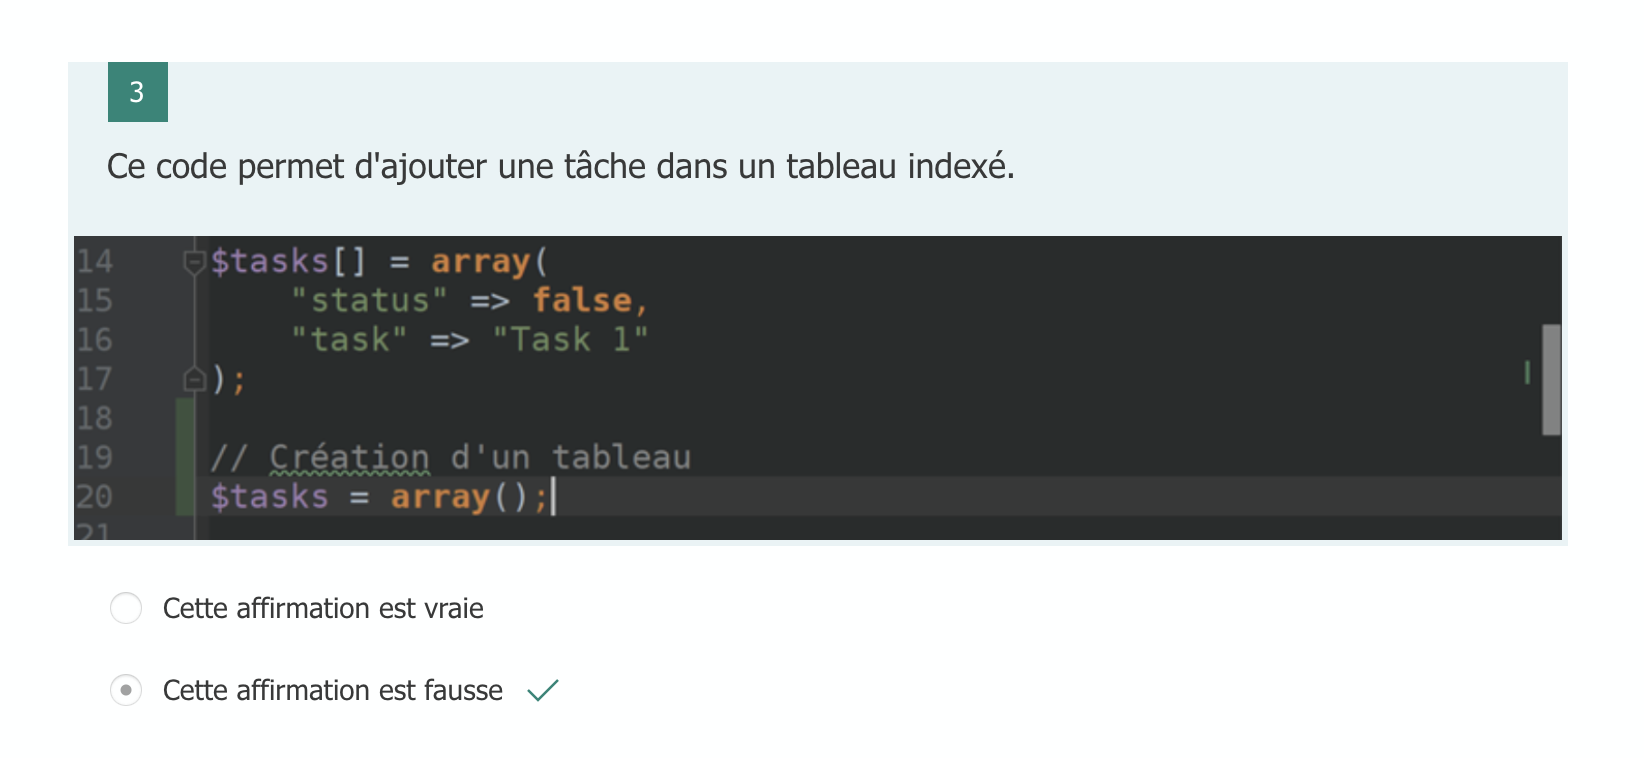 3
Ce code permet d'ajouter une tâche dans un tableau indexé.
14 $tasks[] = array(
15 "status" => false,
16 "task" => "Task 1"
17 );
18
19 // Création d'un tableau
20 $tasks = array();
21
Cette affirmation est vraie
Cette affirmation est fausse